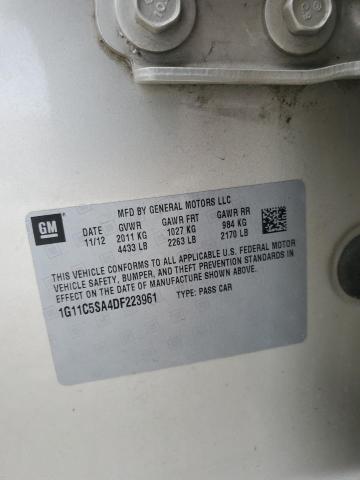 GM
MFD BY GENERAL MOTORS LLC
DATE GVWR GAWR FRT GAWR RR
11/12 2011 KG 1027 KG 984 KG
4433 LB 2263 LB 2170 LB
THIS VEHICLE CONFORMS TO ALL APPLICABLE U.S. FEDERAL MOTOR
VEHICLE SAFETY, BUMPER, AND THEFT PREVENTION STANDARDS IN
EFFECT ON THE DATE OF MANUFACTURE SHOWN ABOVE.
1G11C5SA4DF223961 TYPE: PASS CAR